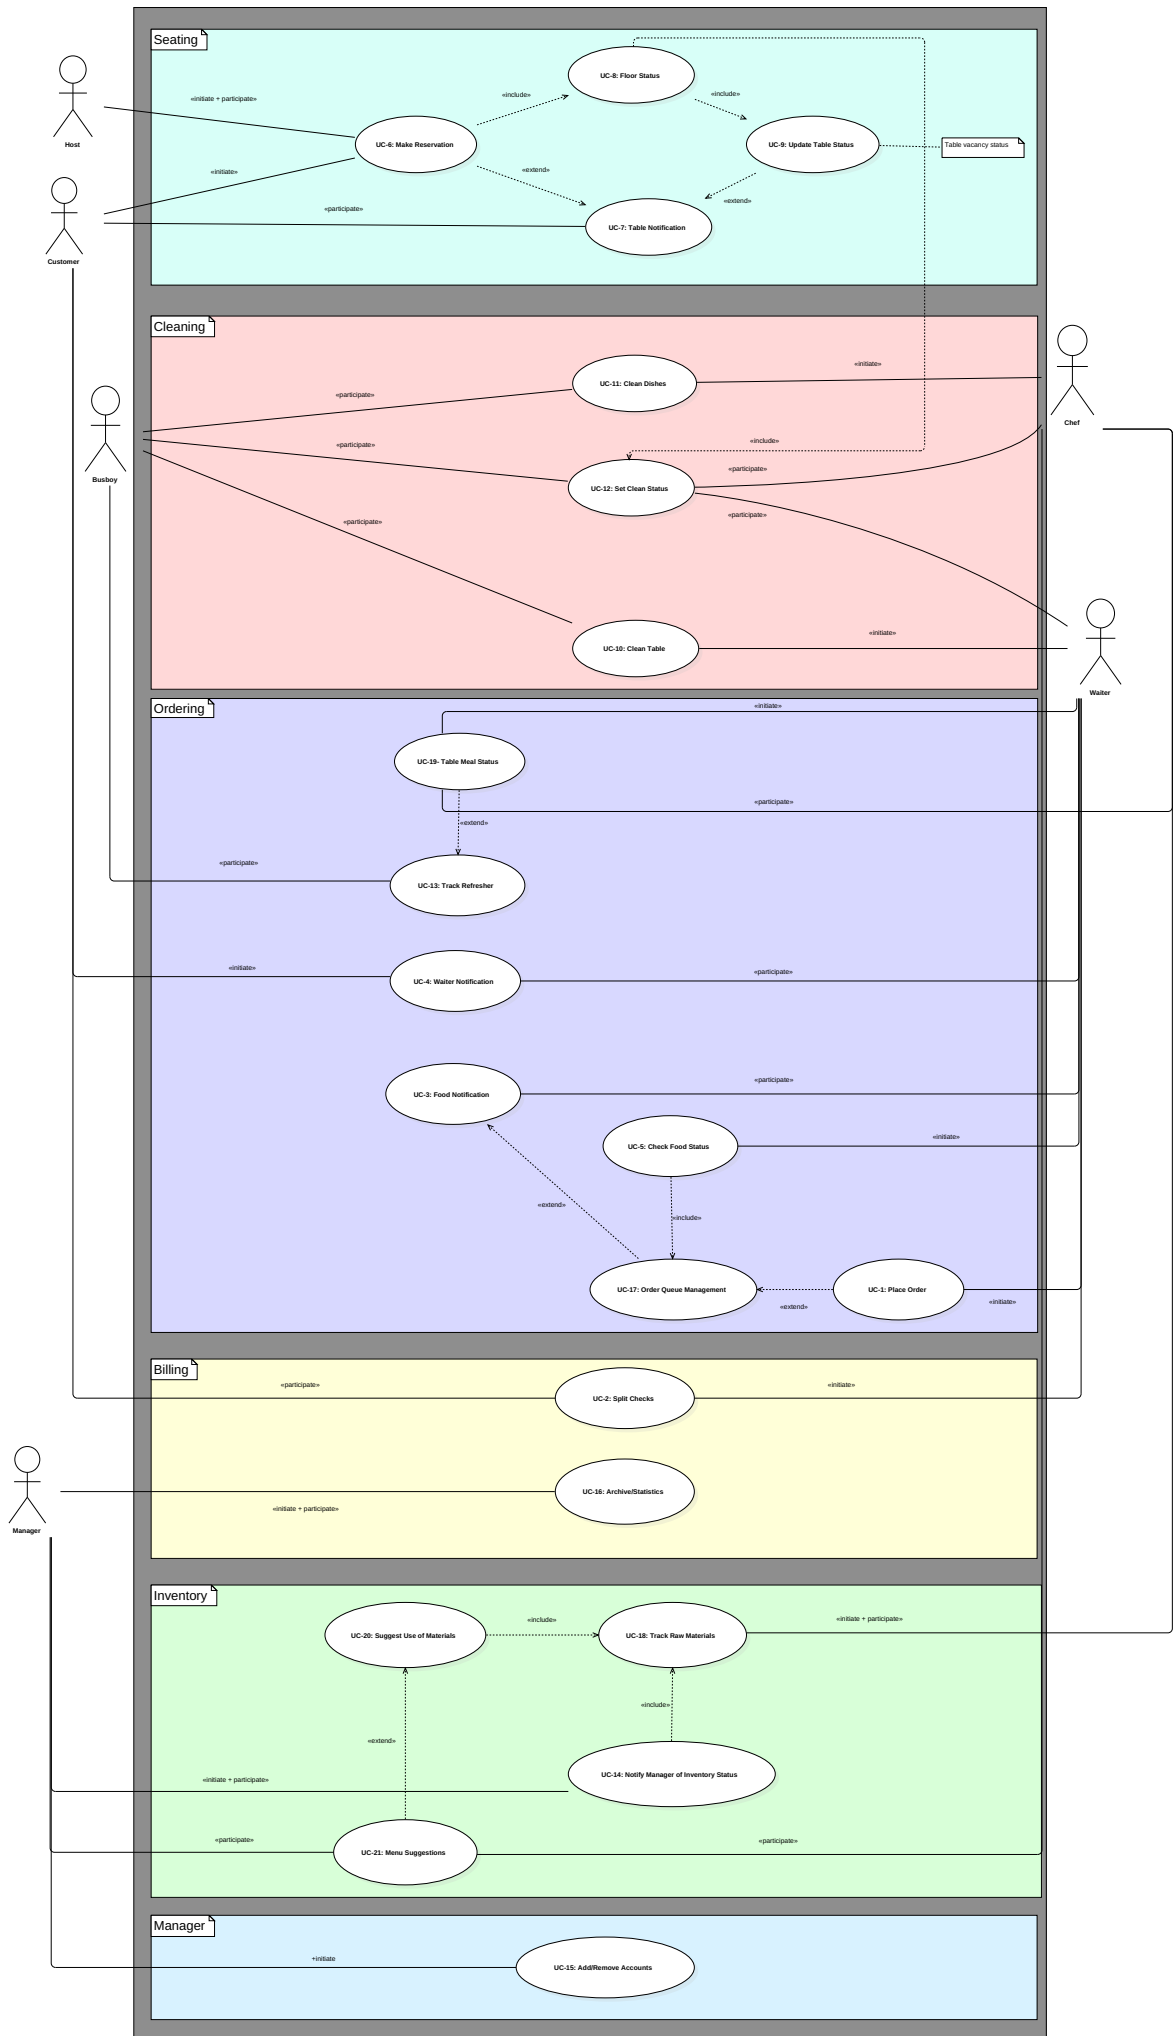 Seating
UC-8: Floor Status
«initiate + participate»
«include»
«include»
Host
UC-6: Make Reservation
UC-9: Update Table Status
Table vacancy status
«initiate»
«extend»
«extend»
«participate»
UC-7: Table Notification
Customer
Cleaning
«initiate»
UC-11: Clean Dishes
Chef
«participate»
«include»
«participate»
«participate»
Busboy
UC-12: Set Clean Status
«participate»
«participate»
«initiate»
UC-10: Clean Table
Waiter
Ordering
«initiate»
UC-19- Table Meal Status
«participate»
«extend»
«participate»
UC-13: Track Refresher
«initiate»
«participate»
UC-4: Waiter Notification
«participate»
UC-3: Food Notification
«initiate»
UC-5: Check Food Status
«extend»
«include»
UC-17: Order Queue Management
UC-1: Place Order
«extend»
«initiate»
Billing
«participate»
«initiate»
UC-2: Split Checks
UC-16: Archive/Statistics
«initiate + participate»
Manager
Inventory
«include»
«initiate + participate»
UC-20: Suggest Use of Materials
UC-18: Track Raw Materials
«include»
«extend»
UC-14: Notify Manager of Inventory Status
«initiate + participate»
«participate»
«participate»
UC-21: Menu Suggestions
Manager
+initiate
UC-15: Add/Remove Accounts